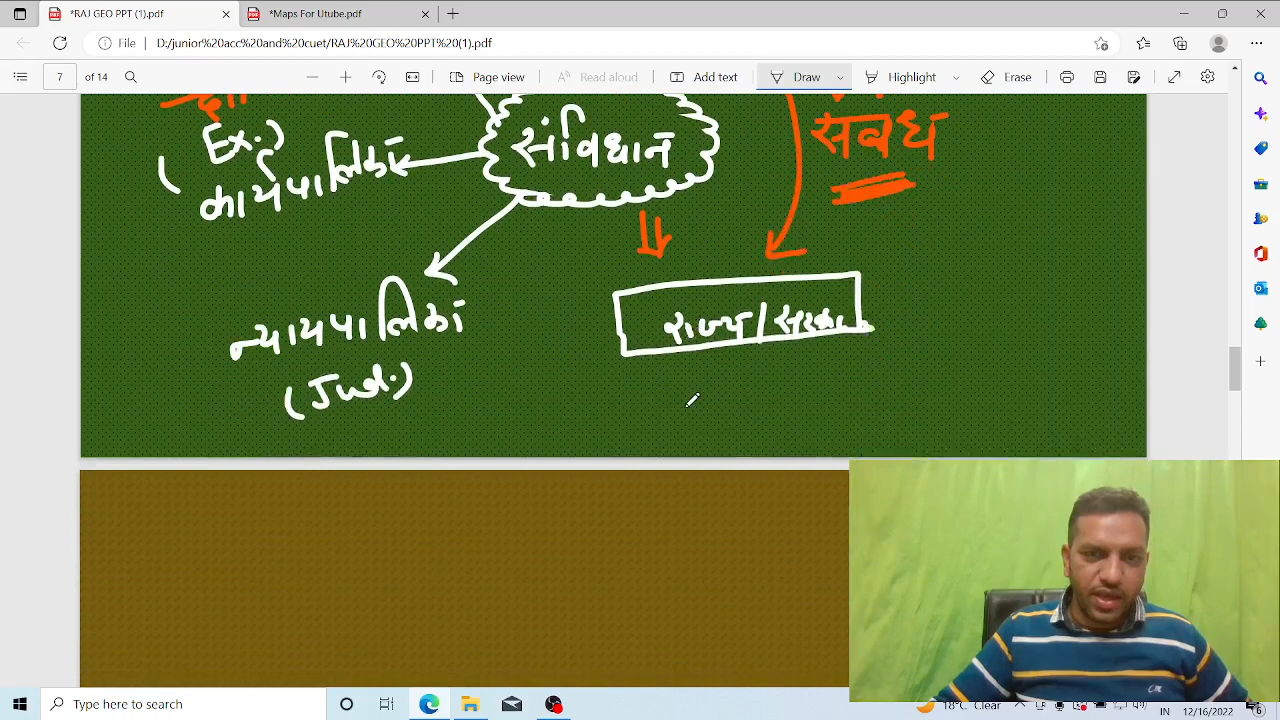 *RAJ GEO PPT (1).pdf
*Maps For Utube.pdf
File
D:/junior%20acc%20and%20cuet/RAJ%20GEO%20PPT%20(1).pdf
7 of 14
Page view
Read aloud
Add text
Draw
Highlight
Erase
(Ex.)
कार्यपालिका
संविधान
संबंध
न्यायपालिका
(Jud.)
राज्य/सरकार
Type here to search
18°C Clear
IN
12/16/2022
6